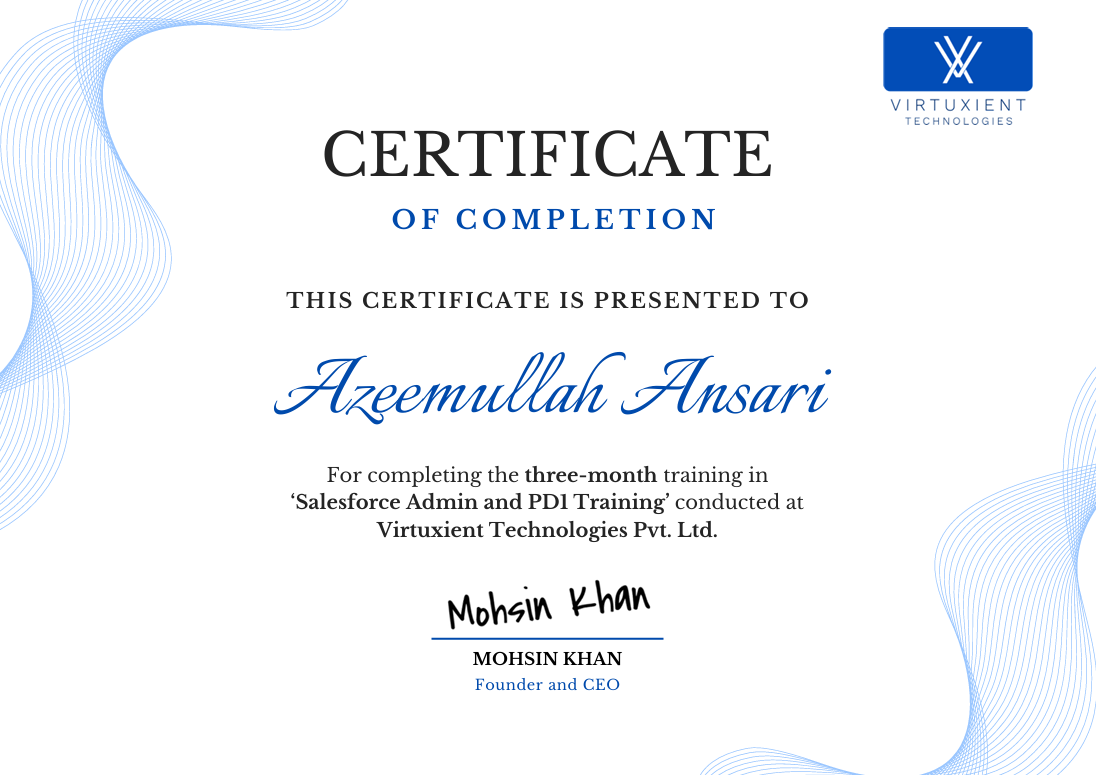 VIRTUXIENT
TECHNOLOGIES
CERTIFICATE
OF COMPLETION
THIS CERTIFICATE IS PRESENTED TO
Azeemullah Ansari
For completing the three-month training in
‘Salesforce Admin and PD1 Training’ conducted at
Virtuxient Technologies Pvt. Ltd.
Mohsin Khan
MOHSIN KHAN
Founder and CEO